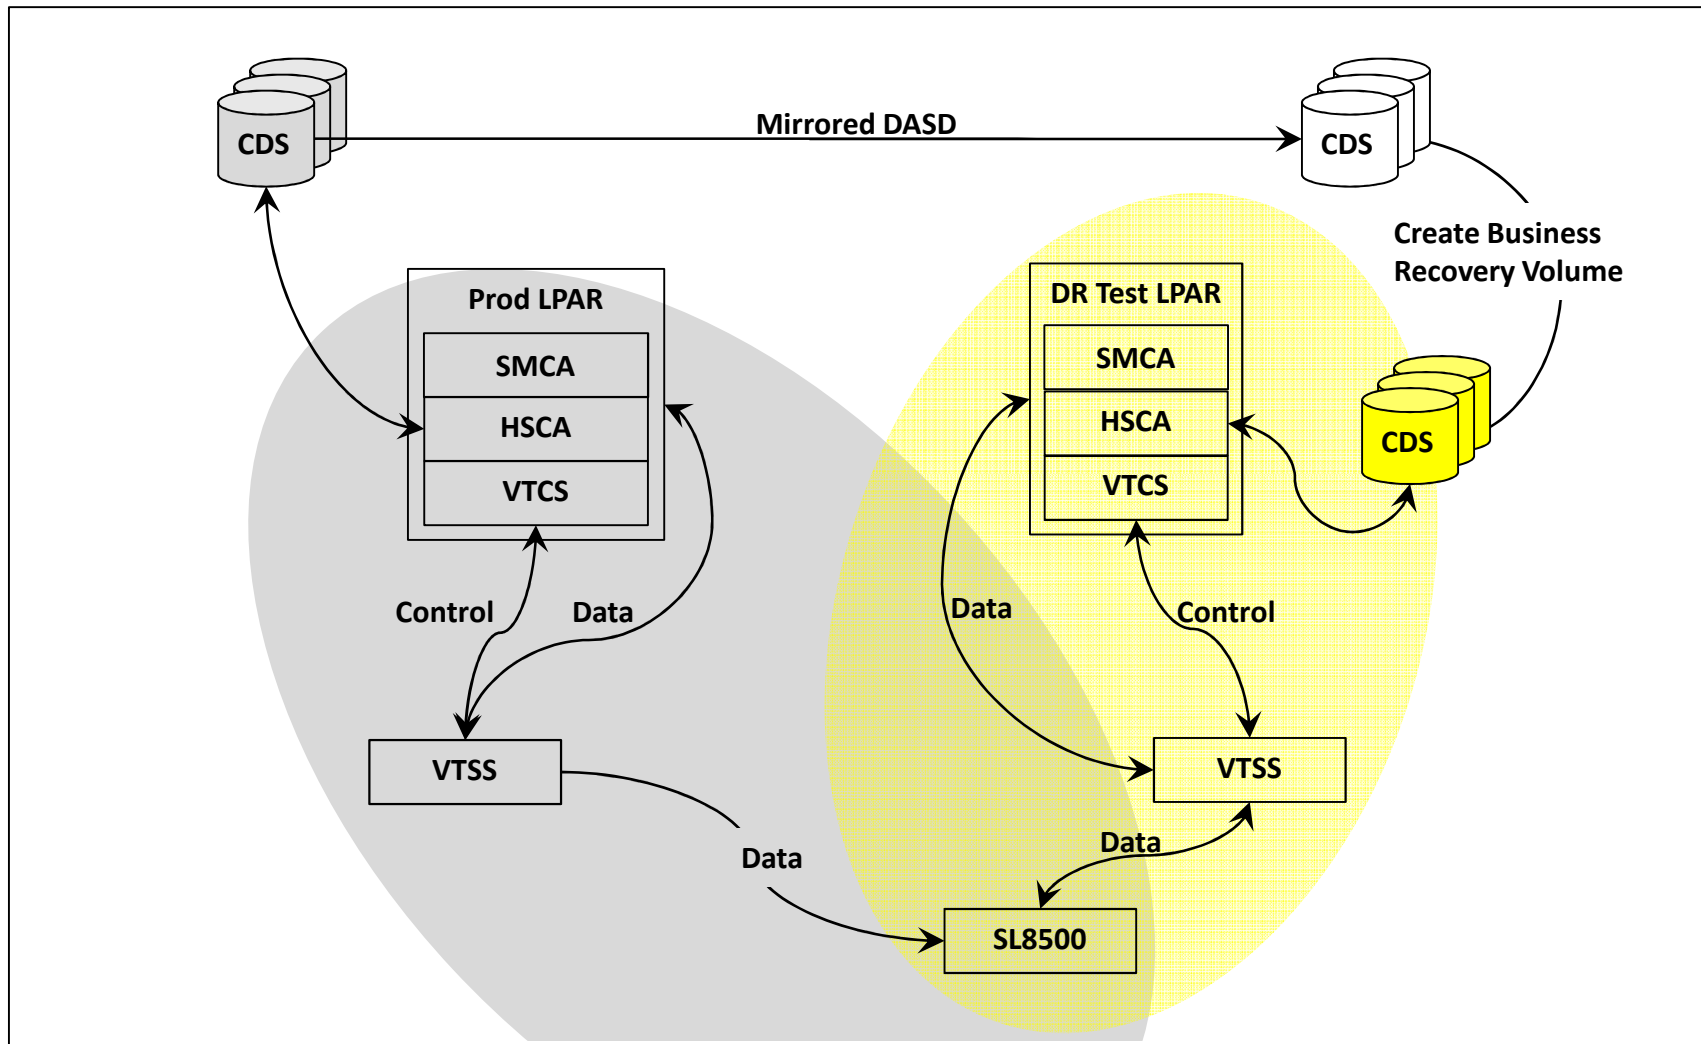 CDS
Mirrored DASD
CDS
Create Business
Recovery Volume
Prod LPAR
SMCA
HSCA
VTCS
DR Test LPAR
SMCA
HSCA
VTCS
CDS
Control
Data
Data
Control
VTSS
VTSS
Data
Data
SL8500